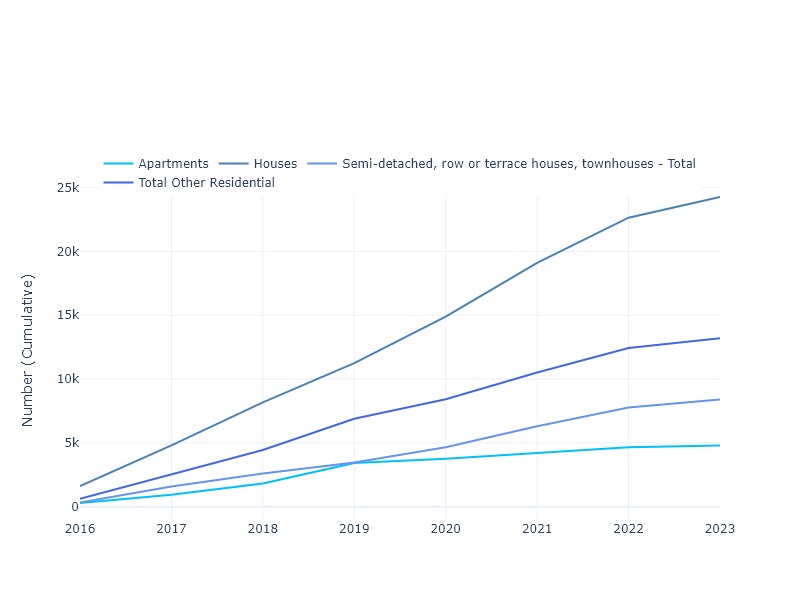 Apartments Houses Semi-detached, row or terrace houses, townhouses - Total
Total Other Residential
25k
20k
15k
10k
5k
0
Number (Cumulative)
2016 2017 2018 2019 2020 2021 2022 2023